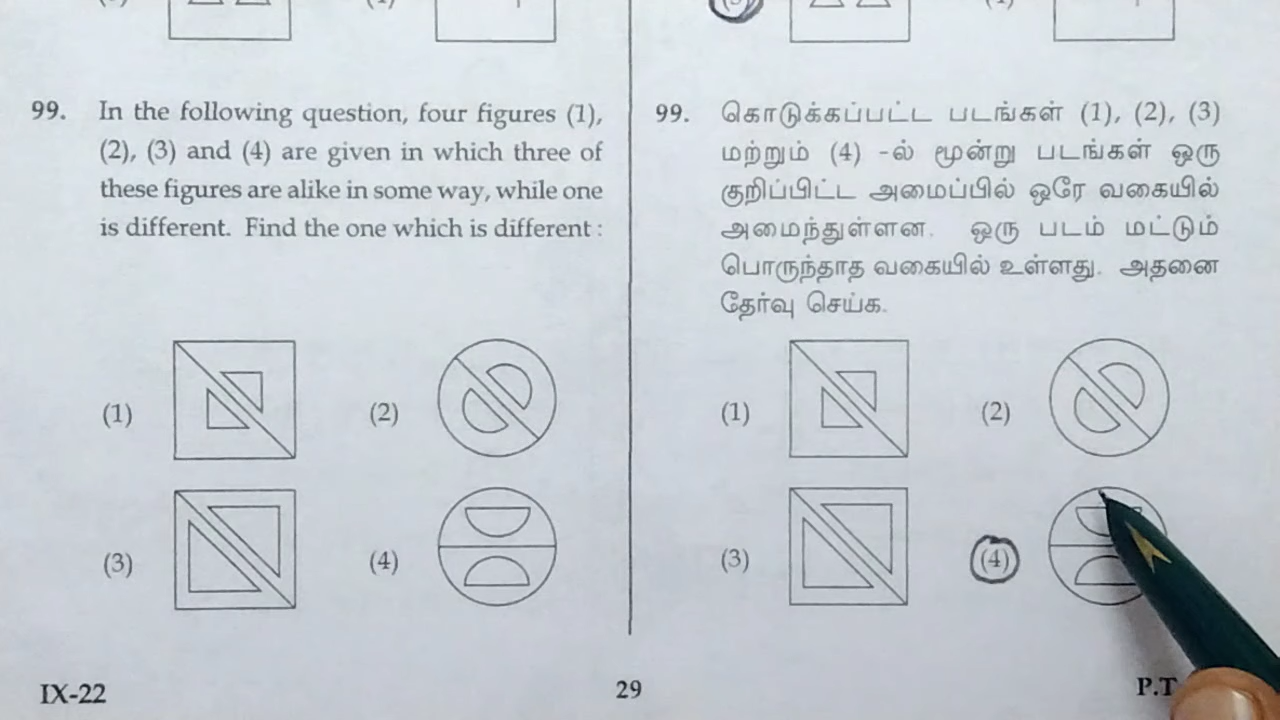 99. In the following question, four figures (1),
(2), (3) and (4) are given in which three of
these figures are alike in some way, while one
is different. Find the one which is different :
(1)
(2)
(3)
(4)
99. கொடுக்கப்பட்ட படங்கள் (1), (2), (3)
மற்றும் (4) -ல் மூன்று படங்கள் ஒரு
குறிப்பிட்ட அமைப்பில் ஒரே வகையில்
அமைந்துள்ளன. ஒரு படம் மட்டும்
பொருந்தாத வகையில் உள்ளது. அதனை
தேர்வு செய்க.
(1)
(2)
(3)
(4)
IX-22
29